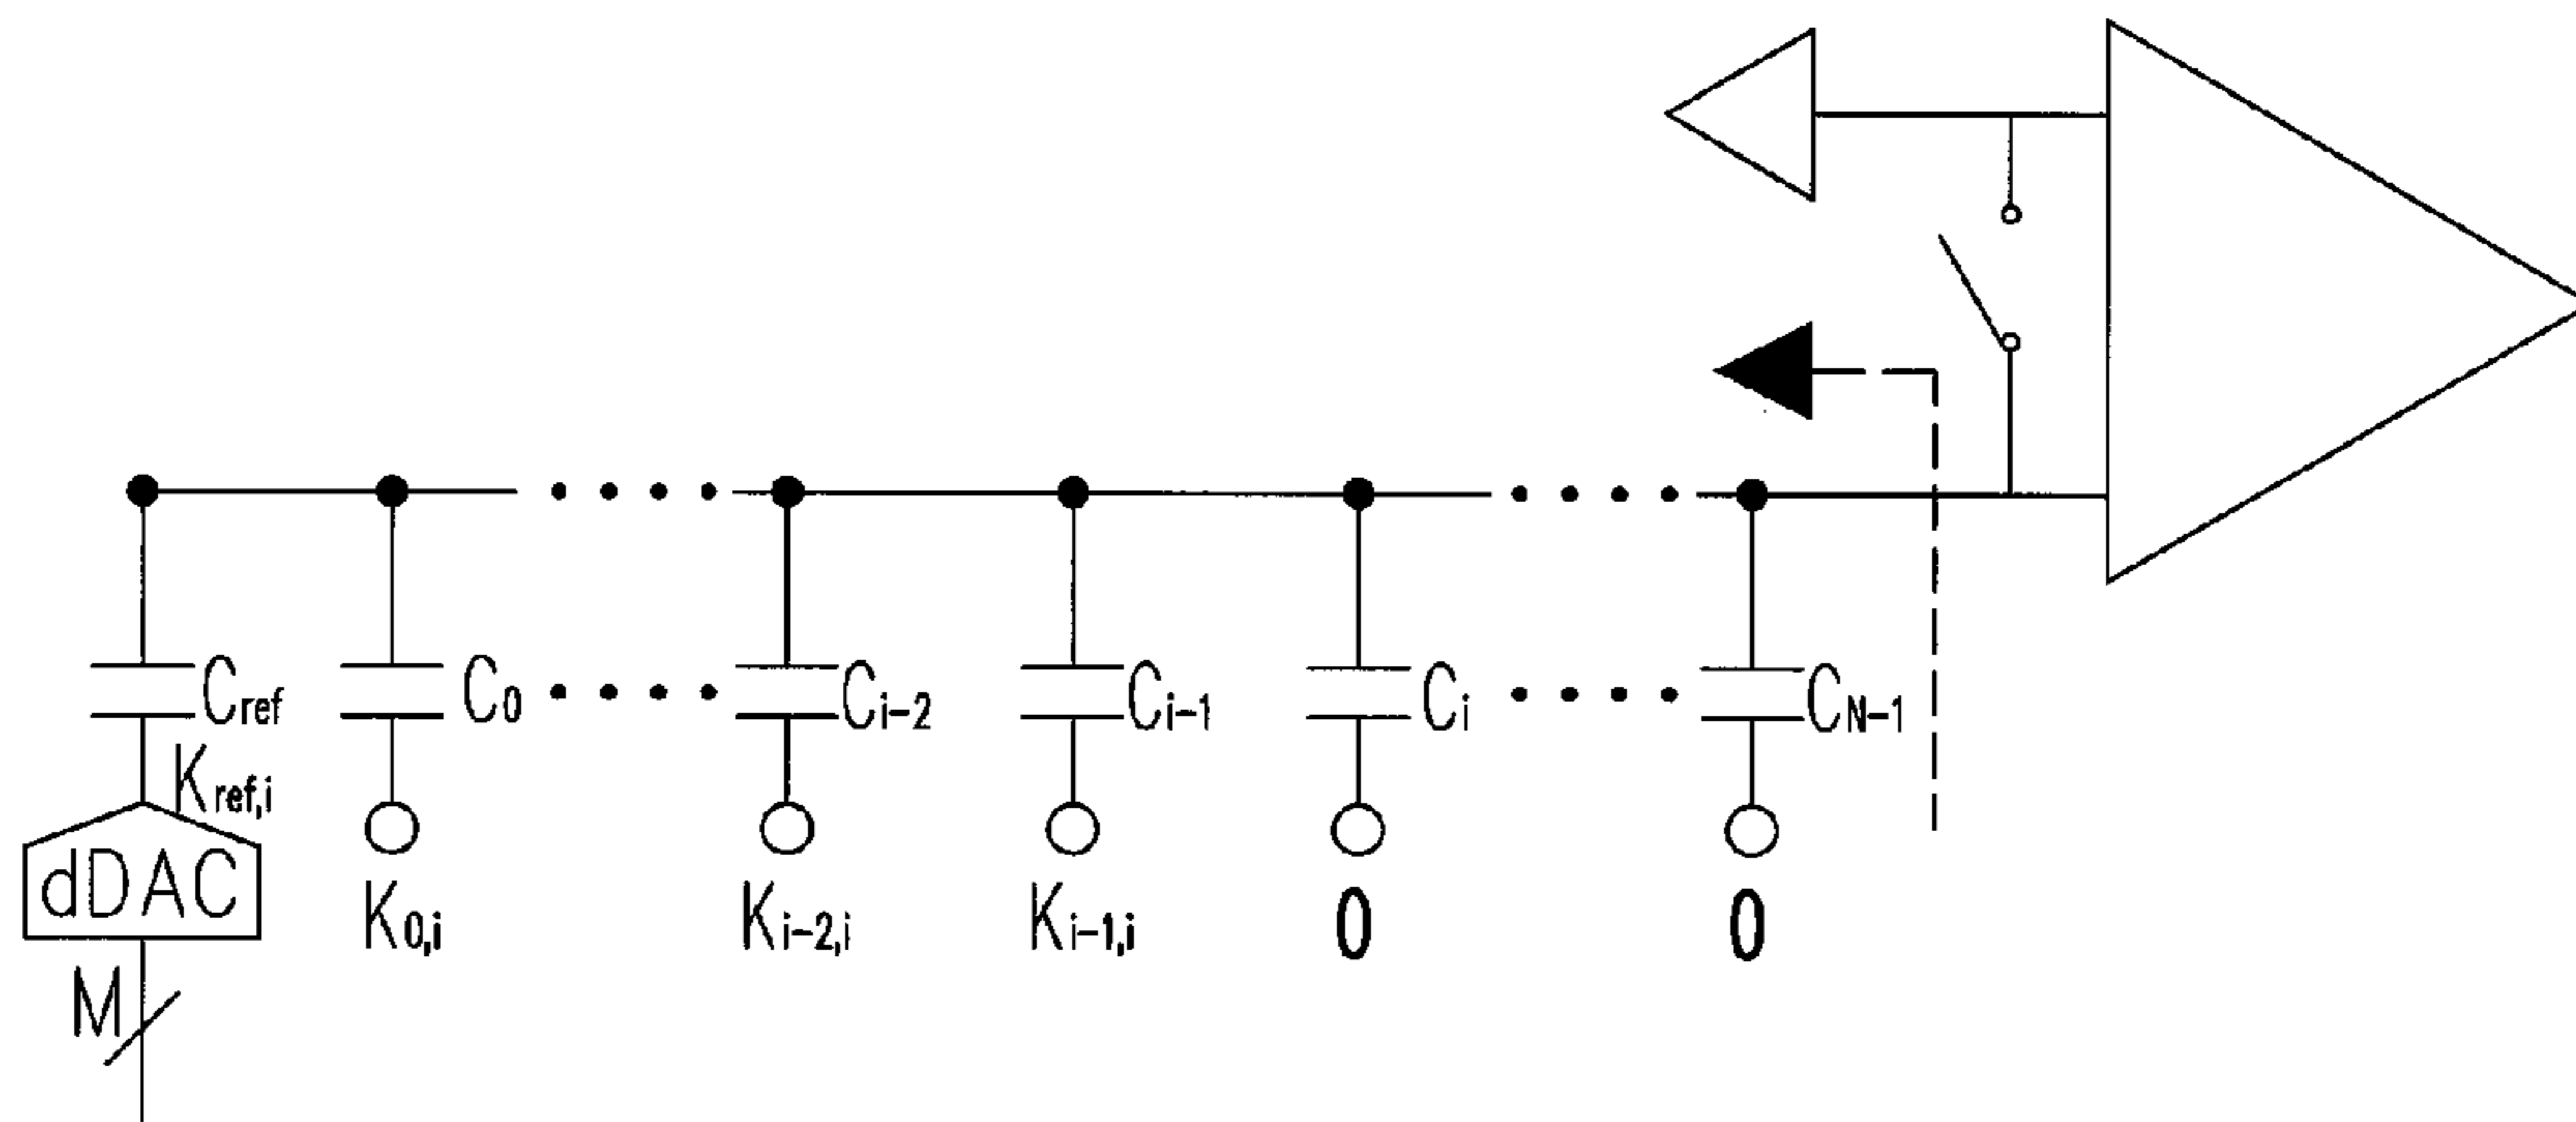 Cref C0 Ci-2 Ci-1 Ci CN-1
Kref,i
dDAC
K0,i Ki-2,i Ki-1,i 0 0
M